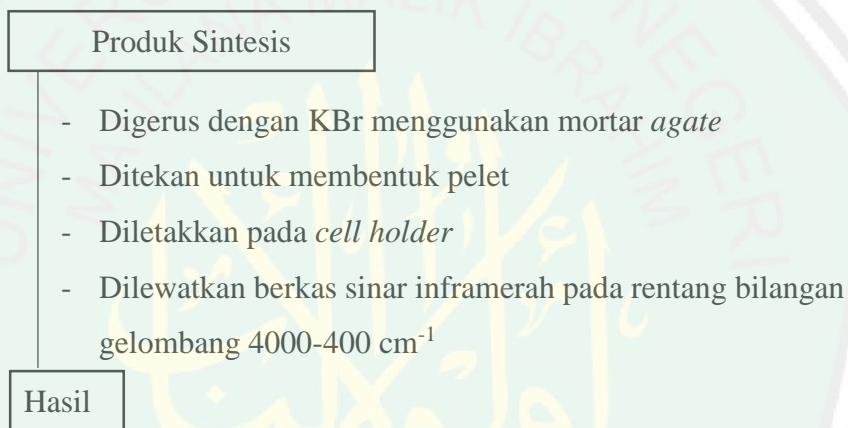 Produk Sintesis
- Digerus dengan KBr menggunakan mortar agate
- Ditekan untuk membentuk pelet
- Diletakkan pada cell holder
- Dilewatkan berkas sinar inframerah pada rentang bilangan
gelombang 4000-400 cm⁻¹
Hasil